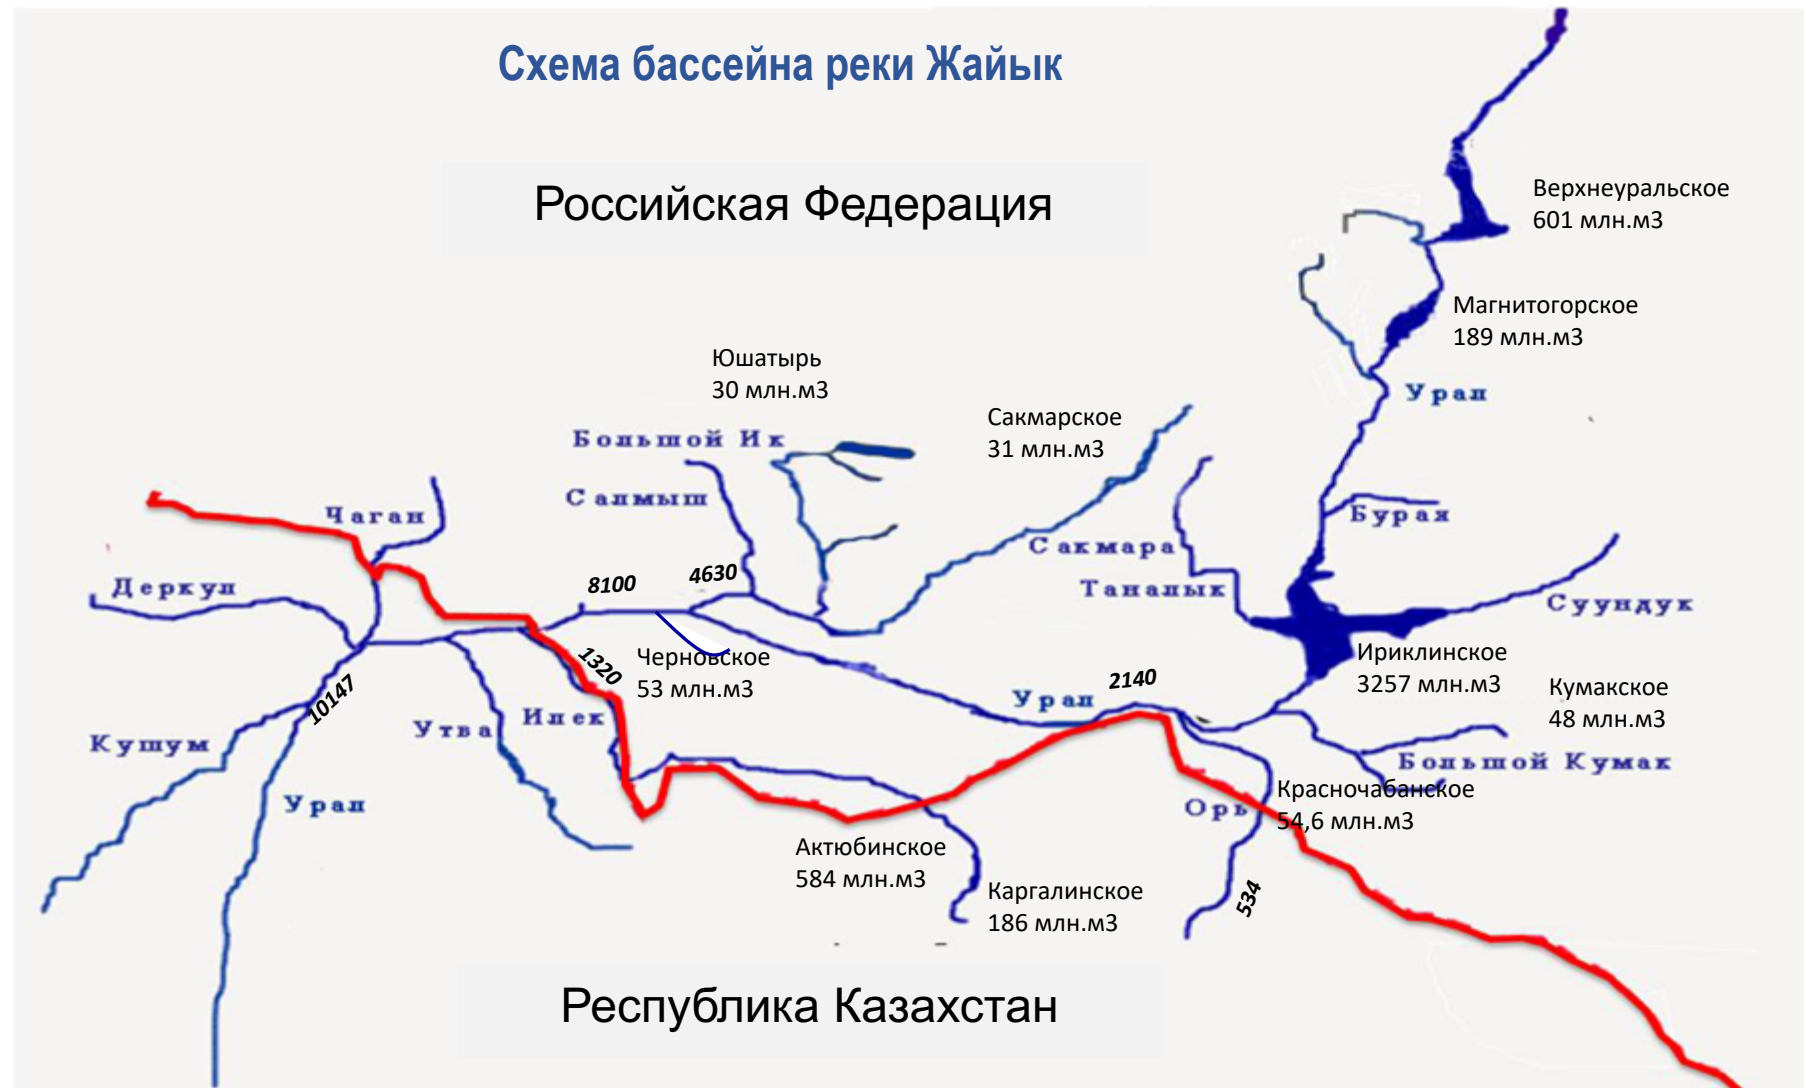 Схема бассейна реки Жайык
Российская Федерация
Верхнеуральское
601 млн.м3
Магнитогорское
189 млн.м3
Урал
Юшатырь
30 млн.м3
Сакмарское
31 млн.м3
Большой Ик
Салмыш
Чаган
Бурая
Сакмара
Таналык
Суундук
Деркул
8100
4630
Черновское
53 млн.м3
1320
Ириклинское
3257 млн.м3
Кумакское
48 млн.м3
2140
Урал
10147
Илек
Утва
Кушум
Большой Кумак
Урал
Орь
Красночабанское
54,6 млн.м3
Актюбинское
584 млн.м3
Каргалинское
186 млн.м3
534
Республика Казахстан